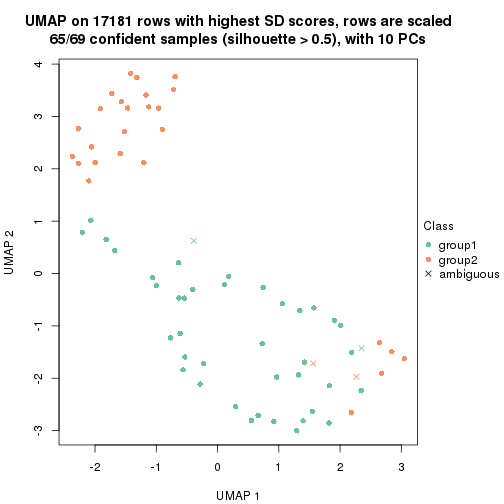 UMAP on 17181 rows with highest SD scores, rows are scaled
65/69 confident samples (silhouette > 0.5), with 10 PCs
4
3
2
1
0
-1
-2
-3
UMAP 2
-2
-1
0
1
2
3
UMAP 1
Class
group1
group2
ambiguous